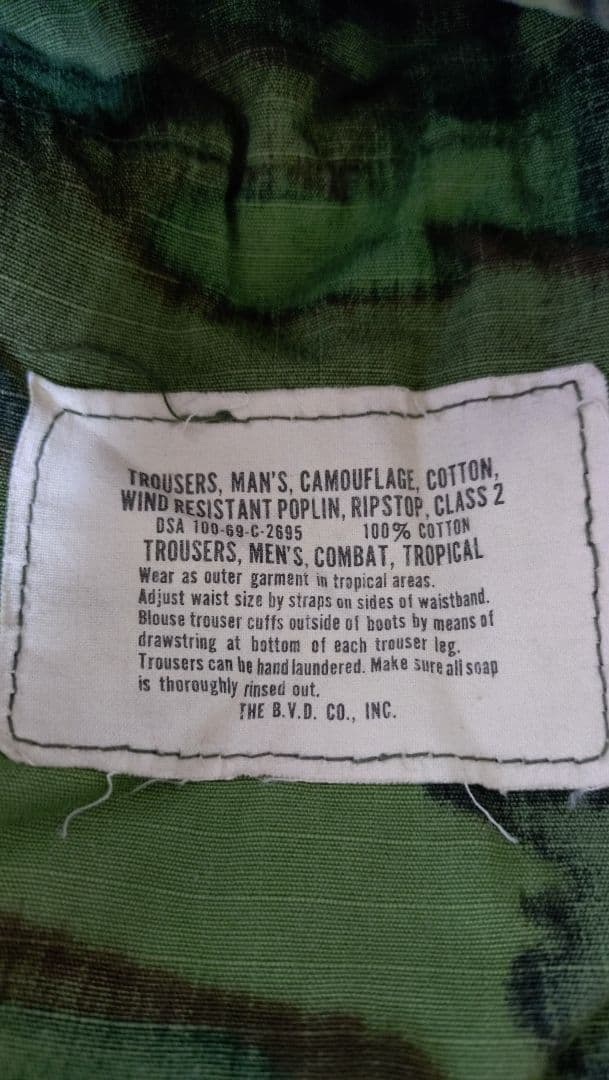 TROUSERS, MAN'S, CAMOUFLAGE, COTTON,
WIND RESISTANT POPLIN, RIPSTOP, CLASS 2
DSA 100-69-C-2695 100% COTTON
TROUSERS, MEN'S, COMBAT, TROPICAL
Wear as outer garment in tropical areas.
Adjust waist size by straps on sides of waistband.
Blouse trouser cuffs outside of boots by means of
drawstring at bottom of each trouser leg.
Trousers can be hand laundered. Make sure all soap
is thoroughly rinsed out.
THE B.V.D. CO., INC.